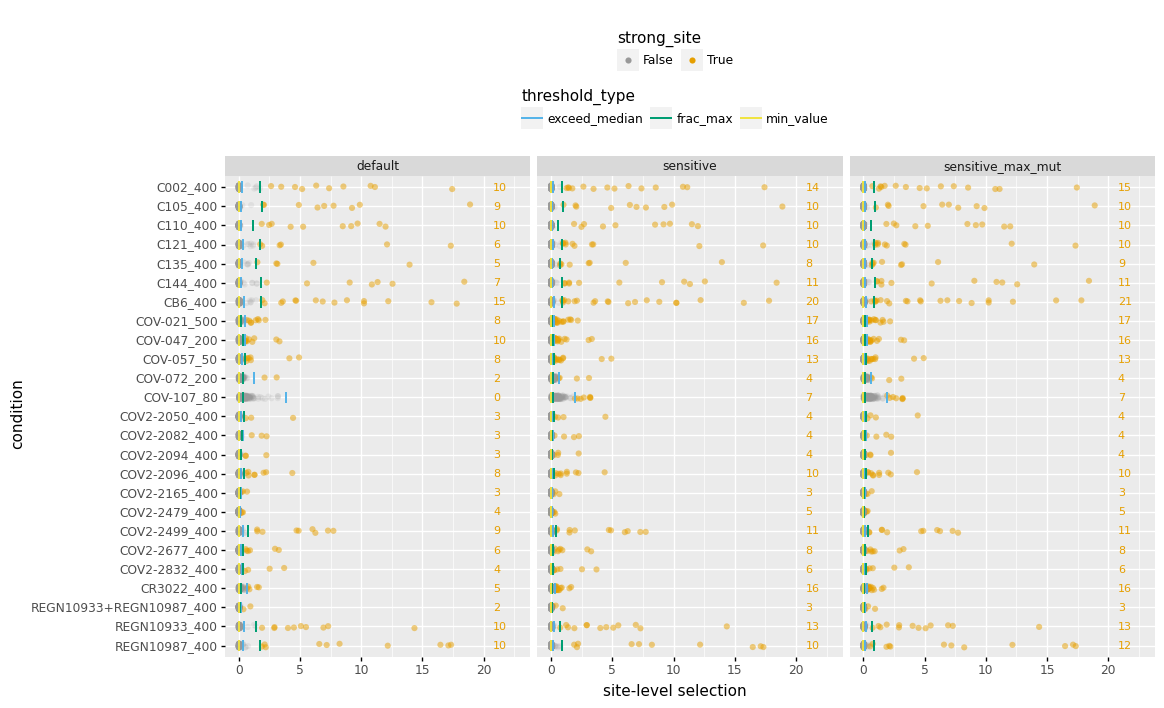 strong_site
False True
threshold_type
exceed_median frac_max min_value
default sensitive sensitive_max_mut
C002_400 10 14 15
C105_400 9 10 10
C110_400 10 10 10
C121_400 6 10 10
C135_400 5 8 9
C144_400 7 11 11
CB6_400 15 20 21
COV-021_500 8 17 17
COV-047_200 10 16 16
COV-057_50 8 13 13
COV-072_200 2 4 4
COV-107_80 0 7 7
COV2-2050_400 3 4 4
COV2-2082_400 3 4 4
COV2-2094_400 3 4 4
COV2-2096_400 8 10 10
COV2-2165_400 3 3 3
COV2-2479_400 4 5 5
COV2-2499_400 9 11 11
COV2-2677_400 6 8 8
COV2-2832_400 4 6 6
CR3022_400 5 16 16
REGN10933+REGN10987_400 2 3 3
REGN10933_400 10 13 13
REGN10987_400 10 10 12
0 5 10 15 20 0 5 10 15 20 0 5 10 15 20
site-level selection
condition